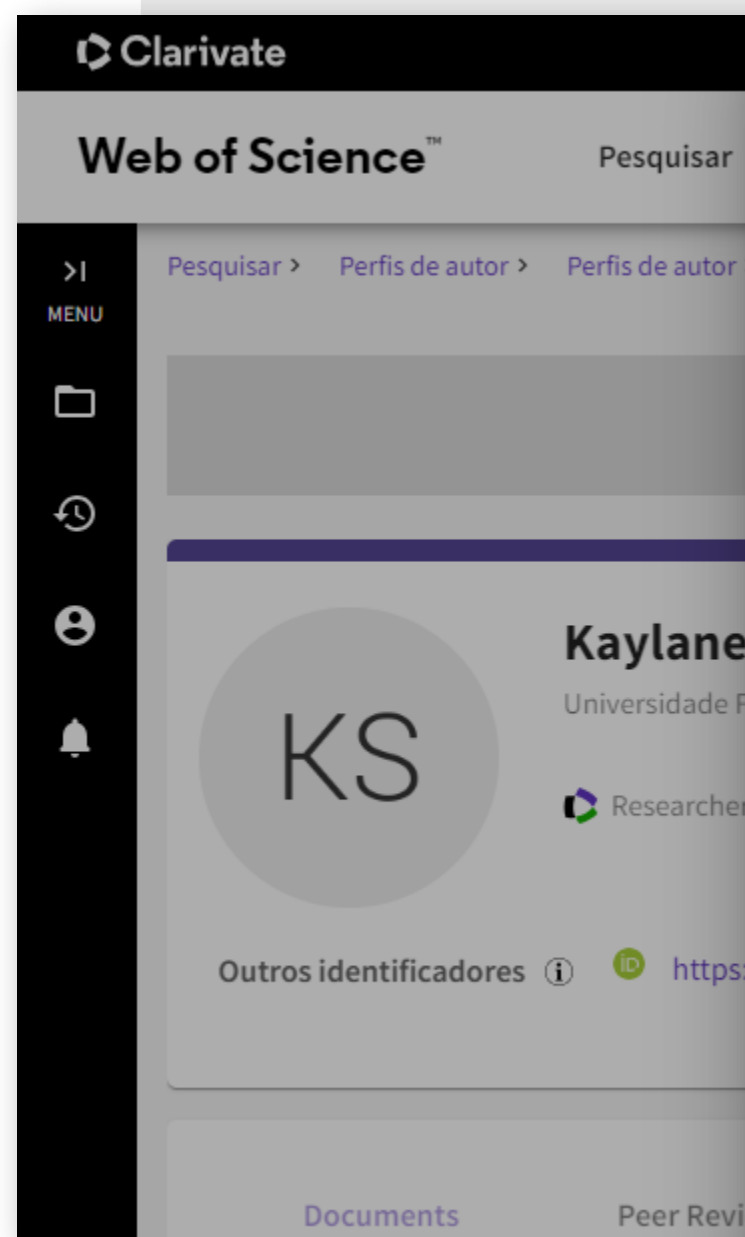 Clarivate
Web of Science™ Pesquisar
Pesquisar > Perfis de autor > Perfis de autor
MENU
Kaylane
Universidade
KS
Researcher
Outros identificadores https:
Documents Peer